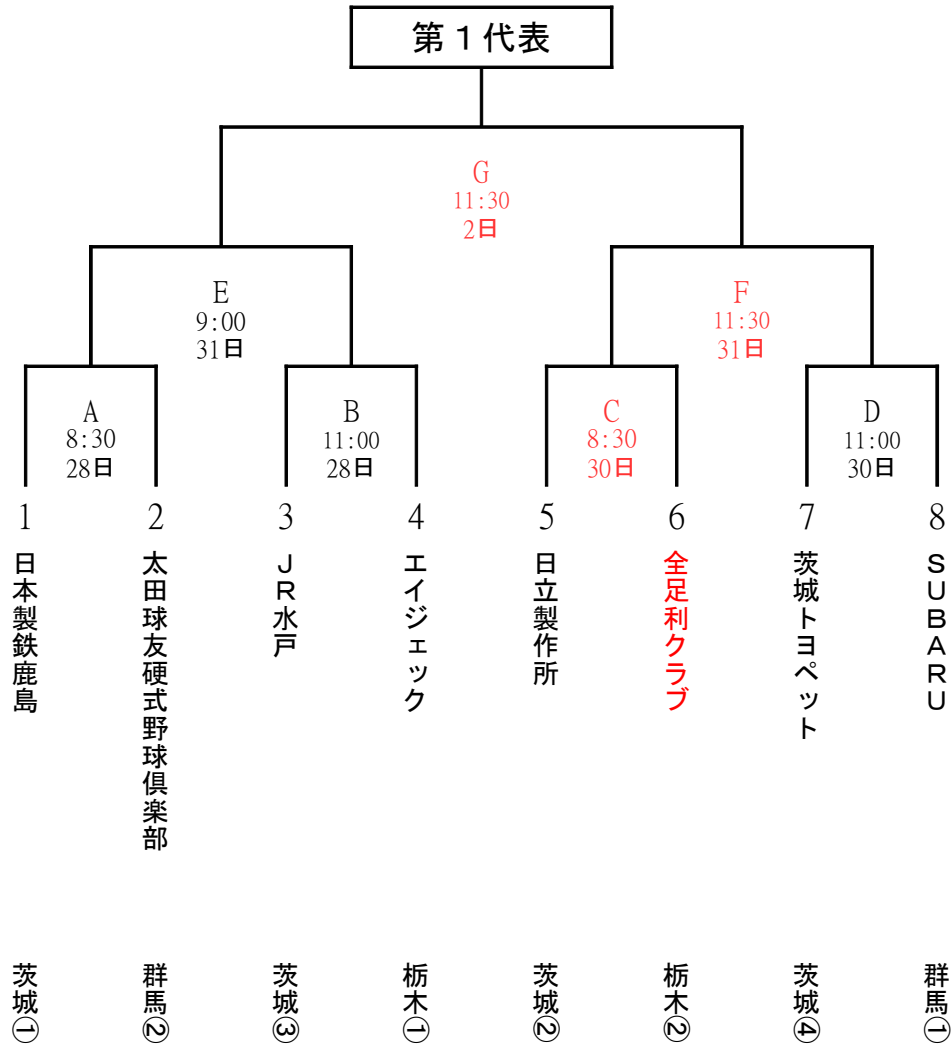 第１代表
G
11:30
2日
E
9:00
31日
F
11:30
31日
A
8:30
28日
B
11:00
28日
C
8:30
30日
D
11:00
30日
1
2
3
4
5
6
7
8
日本製鉄鹿島
太田球友硬式野球倶楽部
ＪＲ水戸
エイジェック
日立製作所
全足利クラブ
茨城トヨペット
ＳＵＢＡＲＵ
茨城①
群馬②
茨城③
栃木①
茨城②
栃木②
茨城④
群馬①